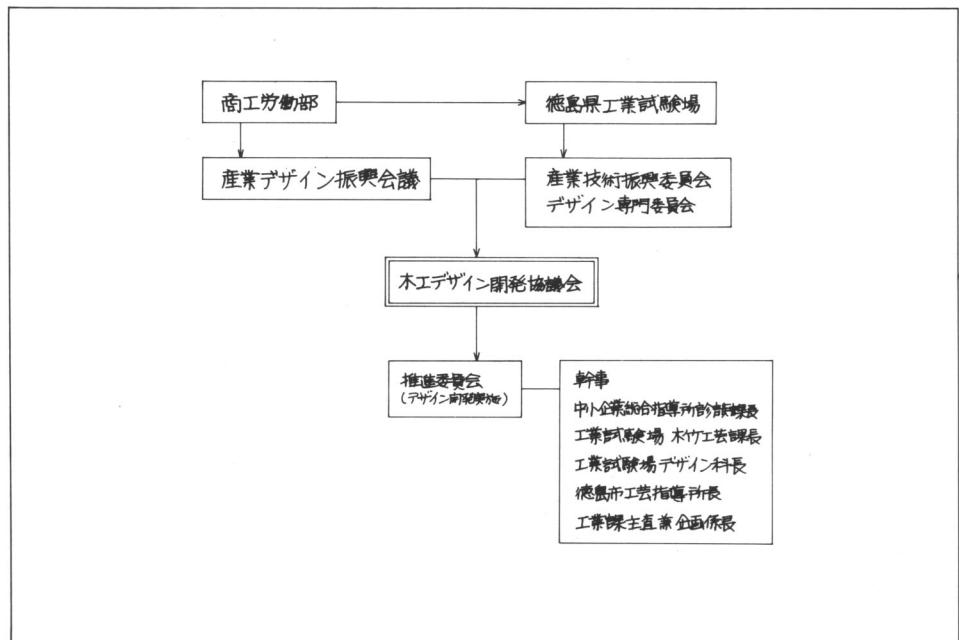 商工労働部
徳島県工業試験場
産業デザイン振興会議
産業技術振興委員会
デザイン専門委員会
木工デザイン開発協議会
推進委員会
(デザイン開発実施)
幹事
中小企業総合指導所診断課長
工業試験場 木竹工芸課長
工業試験場デザイン科長
徳島市工芸指導所長
工業課主査兼企画係長